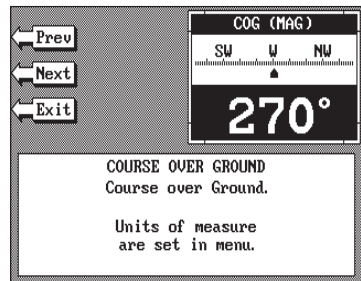 Prev
Next
Exit
COG (MAG)
SW W NW
270°
COURSE OVER GROUND
Course over Ground.
Units of measure
are set in menu.